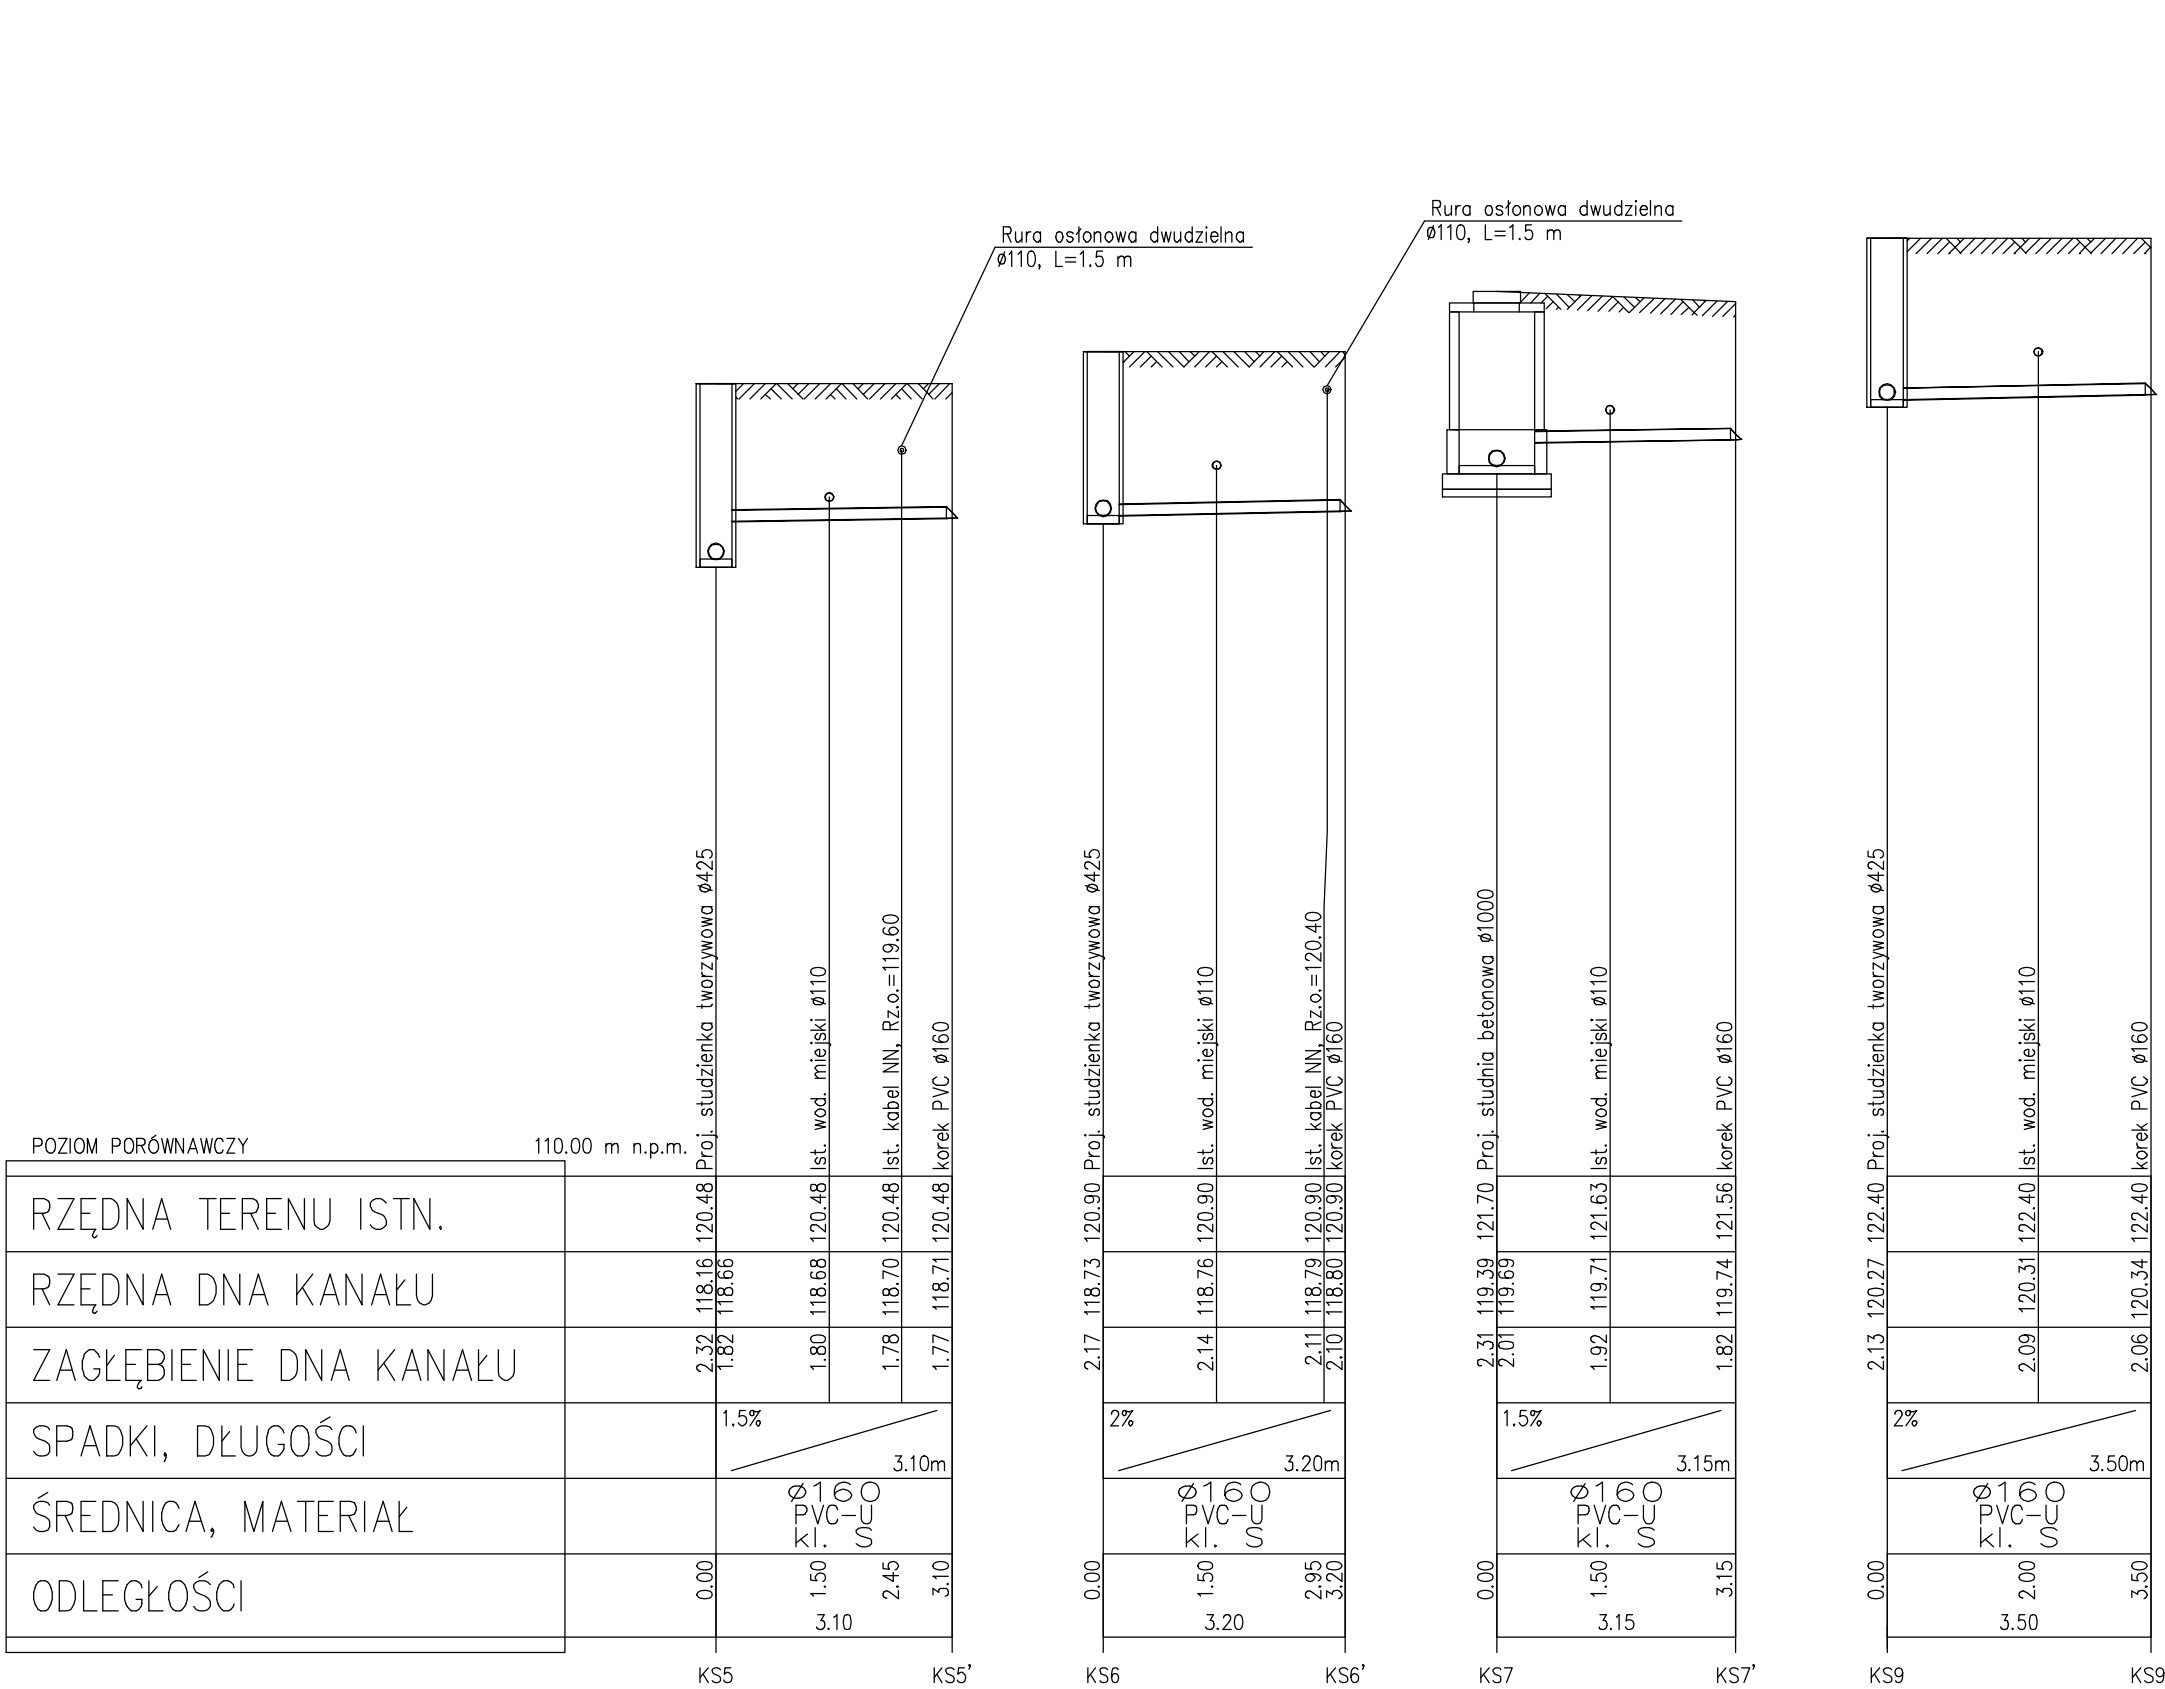 Rura osłonowa dwudzielna
ø110, L=1.5 m
Rura osłonowa dwudzielna
ø110, L=1.5 m
Proj. studzienka tworzywowa ø425
Ist. wod. miejski ø110
Ist. kabel NN, Rz.o.=119.60
korek PVC ø160
Proj. studzienka tworzywowa ø425
Ist. wod. miejski ø110
Ist. kabel NN, Rz.o.=120.40
korek PVC ø160
Proj. studnia betonowa ø1000
Ist. wod. miejski ø110
korek PVC ø160
Proj. studzienka tworzywowa ø425
Ist. wod. miejski ø110
korek PVC ø160
POZIOM PORÓWNAWCZY 110.00 m n.p.m.
RZĘDNA TERENU ISTN. 120.48 120.48 120.48 120.48 120.90 120.90 120.90 120.90 121.70 121.63 121.56 122.40 122.40 122.40
RZĘDNA DNA KANAŁU 118.16 118.66 118.68 118.70 118.71 118.73 118.76 118.79 118.80 119.39 119.69 119.71 119.74 120.27 120.31 120.34
ZAGŁĘBIENIE DNA KANAŁU 2.32 1.82 1.80 1.78 1.77 2.17 2.14 2.11 2.10 2.31 2.01 1.92 1.82 2.13 2.09 2.06
SPADKI, DŁUGOŚCI 1.5% 3.10m 2% 3.20m 1.5% 3.15m 2% 3.50m
ŚREDNICA, MATERIAŁ
ø160
PVC-U
kl. S
ø160
PVC-U
kl. S
ø160
PVC-U
kl. S
ø160
PVC-U
kl. S
ODLEGŁOŚCI 0.00 1.50 2.45 3.10 0.00 1.50 2.95 3.20 0.00 1.50 3.15 0.00 2.00 3.50
3.10 3.20 3.15 3.50
KS5 KS5' KS6 KS6' KS7 KS7' KS9 KS9